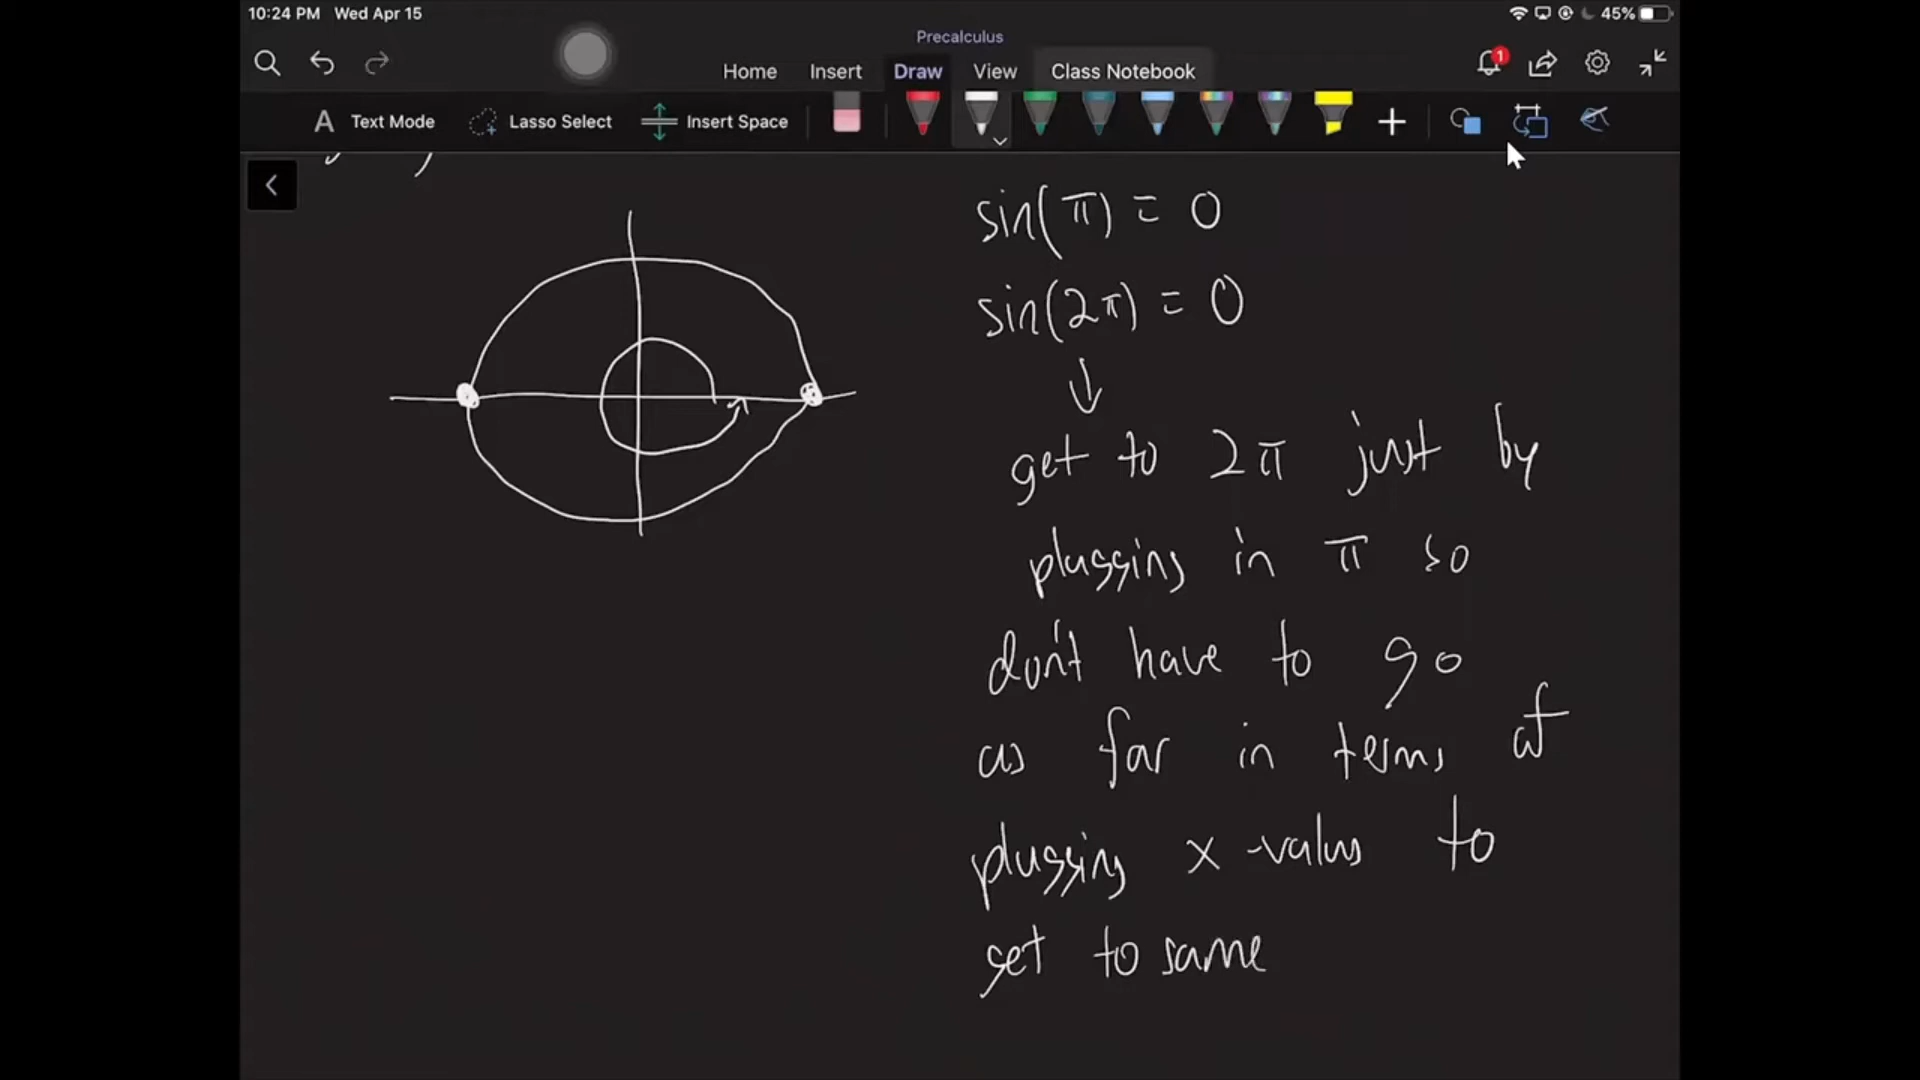 10:24 PM Wed Apr 15
45%
Precalculus
1
Home Insert Draw View Class Notebook
Text Mode Lasso Select Insert Space
sin(π) = 0
sin(2π) = 0
↓
get to 2π just by
plugging in π so
don't have to go
as far in terms of
plugging x-values to
get to same